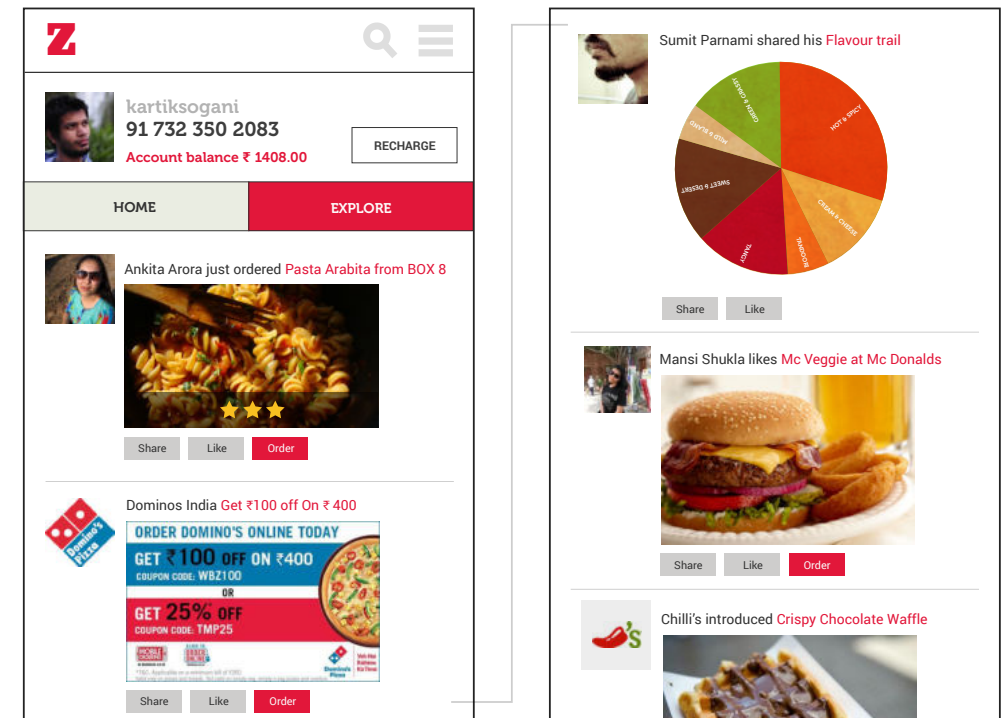 Z
kartiksogani
91 732 350 2083
Account balance ₹ 1408.00
RECHARGE
HOME
EXPLORE
Ankita Arora just ordered Pasta Arabita from BOX 8
Share Like Order
Dominos India Get ₹100 off On ₹ 400
ORDER DOMINO'S ONLINE TODAY
GET ₹100 OFF ON ₹400
COUPON CODE: WBZ100
OR
GET 25%* OFF
COUPON CODE: TMP25
Domino's
Pizza
Share Like Order
Sumit Parnami shared his Flavour trail
GREEN & GRASSY
HOT & SPICY
MILD & BLAND
SWEET & DESERT
CREAM & CHEESE
TANGY
TANDOORI
Share Like
Mansi Shukla likes Mc Veggie at Mc Donalds
Share Like Order
Chilli's introduced Crispy Chocolate Waffle
's